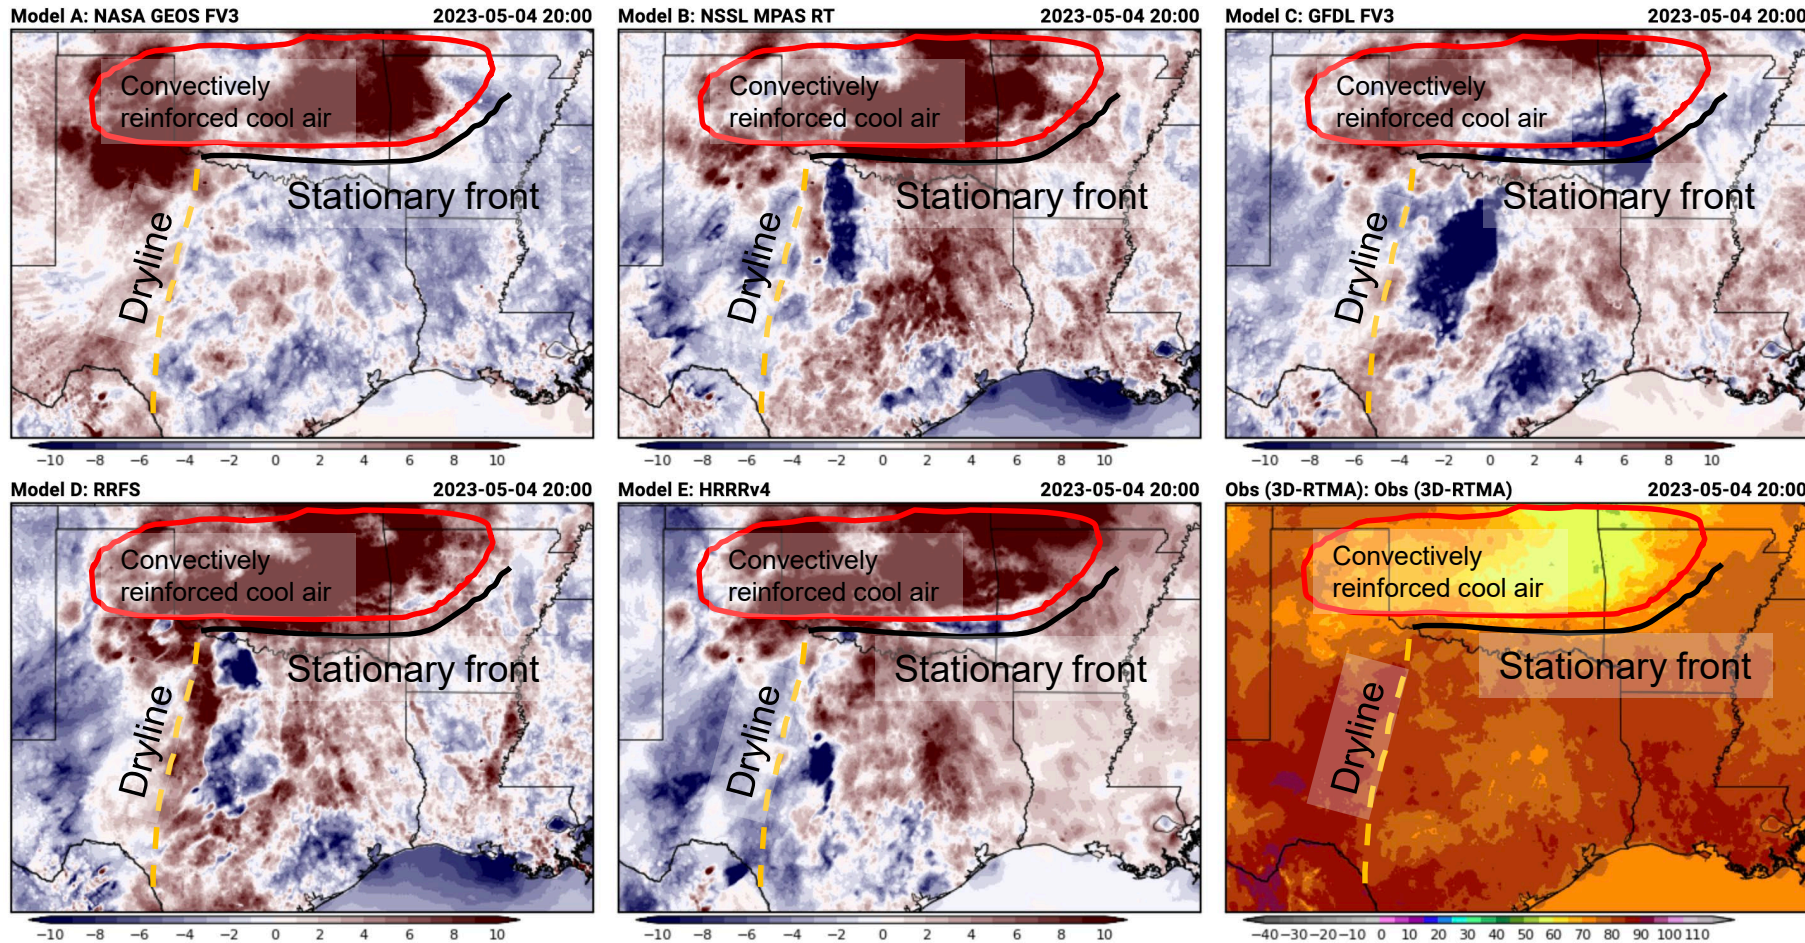 Model A: NASA GEOS FV3 2023-05-04 20:00
Convectively
reinforced cool air
Stationary front
Dryline
−10 −8 −6 −4 −2 0 2 4 6 8 10
Model B: NSSL MPAS RT 2023-05-04 20:00
Convectively
reinforced cool air
Stationary front
Dryline
−10 −8 −6 −4 −2 0 2 4 6 8 10
Model C: GFDL FV3 2023-05-04 20:00
Convectively
reinforced cool air
Stationary front
Dryline
−10 −8 −6 −4 −2 0 2 4 6 8 10
Model D: RRFS 2023-05-04 20:00
Convectively
reinforced cool air
Stationary front
Dryline
−10 −8 −6 −4 −2 0 2 4 6 8 10
Model E: HRRRv4 2023-05-04 20:00
Convectively
reinforced cool air
Stationary front
Dryline
−10 −8 −6 −4 −2 0 2 4 6 8 10
Obs (3D-RTMA): Obs (3D-RTMA) 2023-05-04 20:00
Convectively
reinforced cool air
Stationary front
Dryline
−40 −30 −20 −10 0 10 20 30 40 50 60 70 80 90 100 110